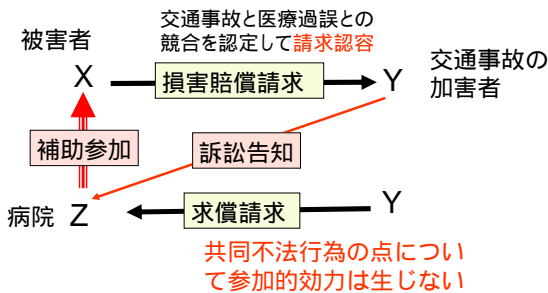 交通事故と医療過誤との
競合を認定して請求認容
被害者
X
損害賠償請求
Y
交通事故の
加害者
補助参加
訴訟告知
病院 Z
求償請求
Y
共同不法行為の点につい
て参加的効力は生じない